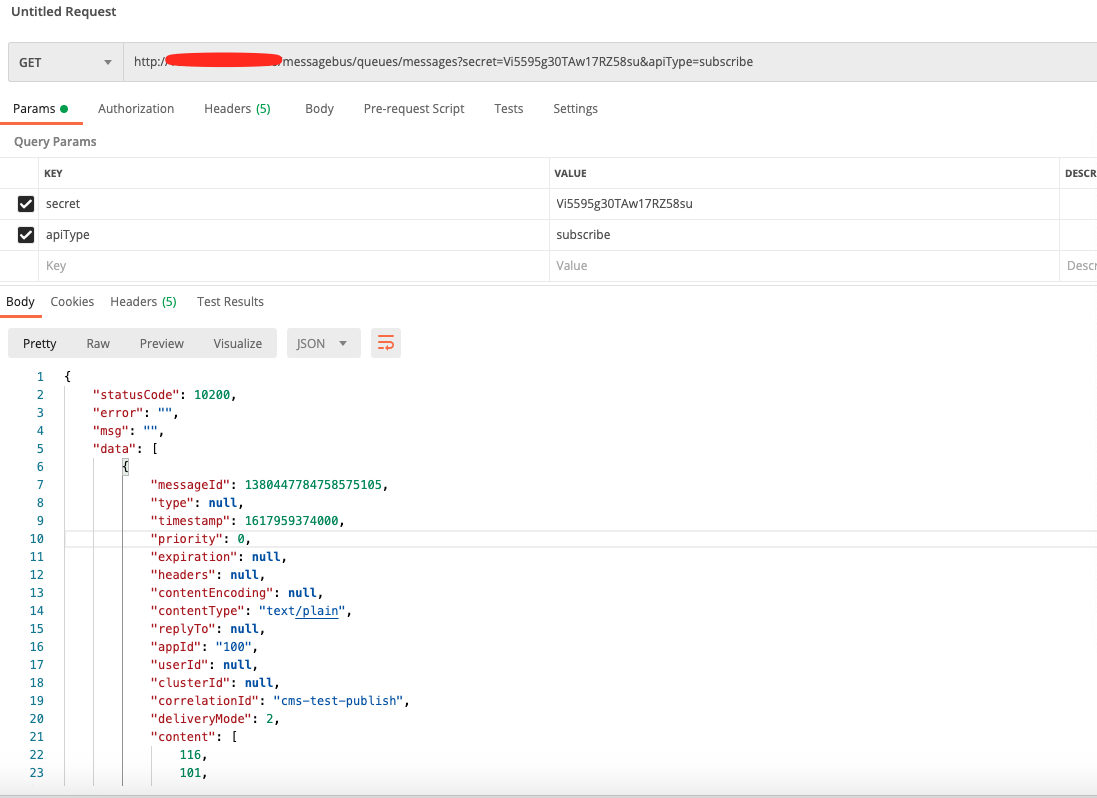 Untitled Request
GET http:/ /messagebus/queues/messages?secret=Vi5595g30TAw17RZ58su&apiType=subscribe
Params Authorization Headers (5) Body Pre-request Script Tests Settings
Query Params
KEY VALUE DESCR
secret Vi5595g30TAw17RZ58su
apiType subscribe
Key Value Descr
Body Cookies Headers (5) Test Results
Pretty Raw Preview Visualize JSON
1 {
2 "statusCode": 10200,
3 "error": "",
4 "msg": "",
5 "data": [
6 {
7 "messageId": 1380447784758575105,
8 "type": null,
9 "timestamp": 1617959374000,
10 "priority": 0,
11 "expiration": null,
12 "headers": null,
13 "contentEncoding": null,
14 "contentType": "text/plain",
15 "replyTo": null,
16 "appId": "100",
17 "userId": null,
18 "clusterId": null,
19 "correlationId": "cms-test-publish",
20 "deliveryMode": 2,
21 "content": [
22 116,
23 101,